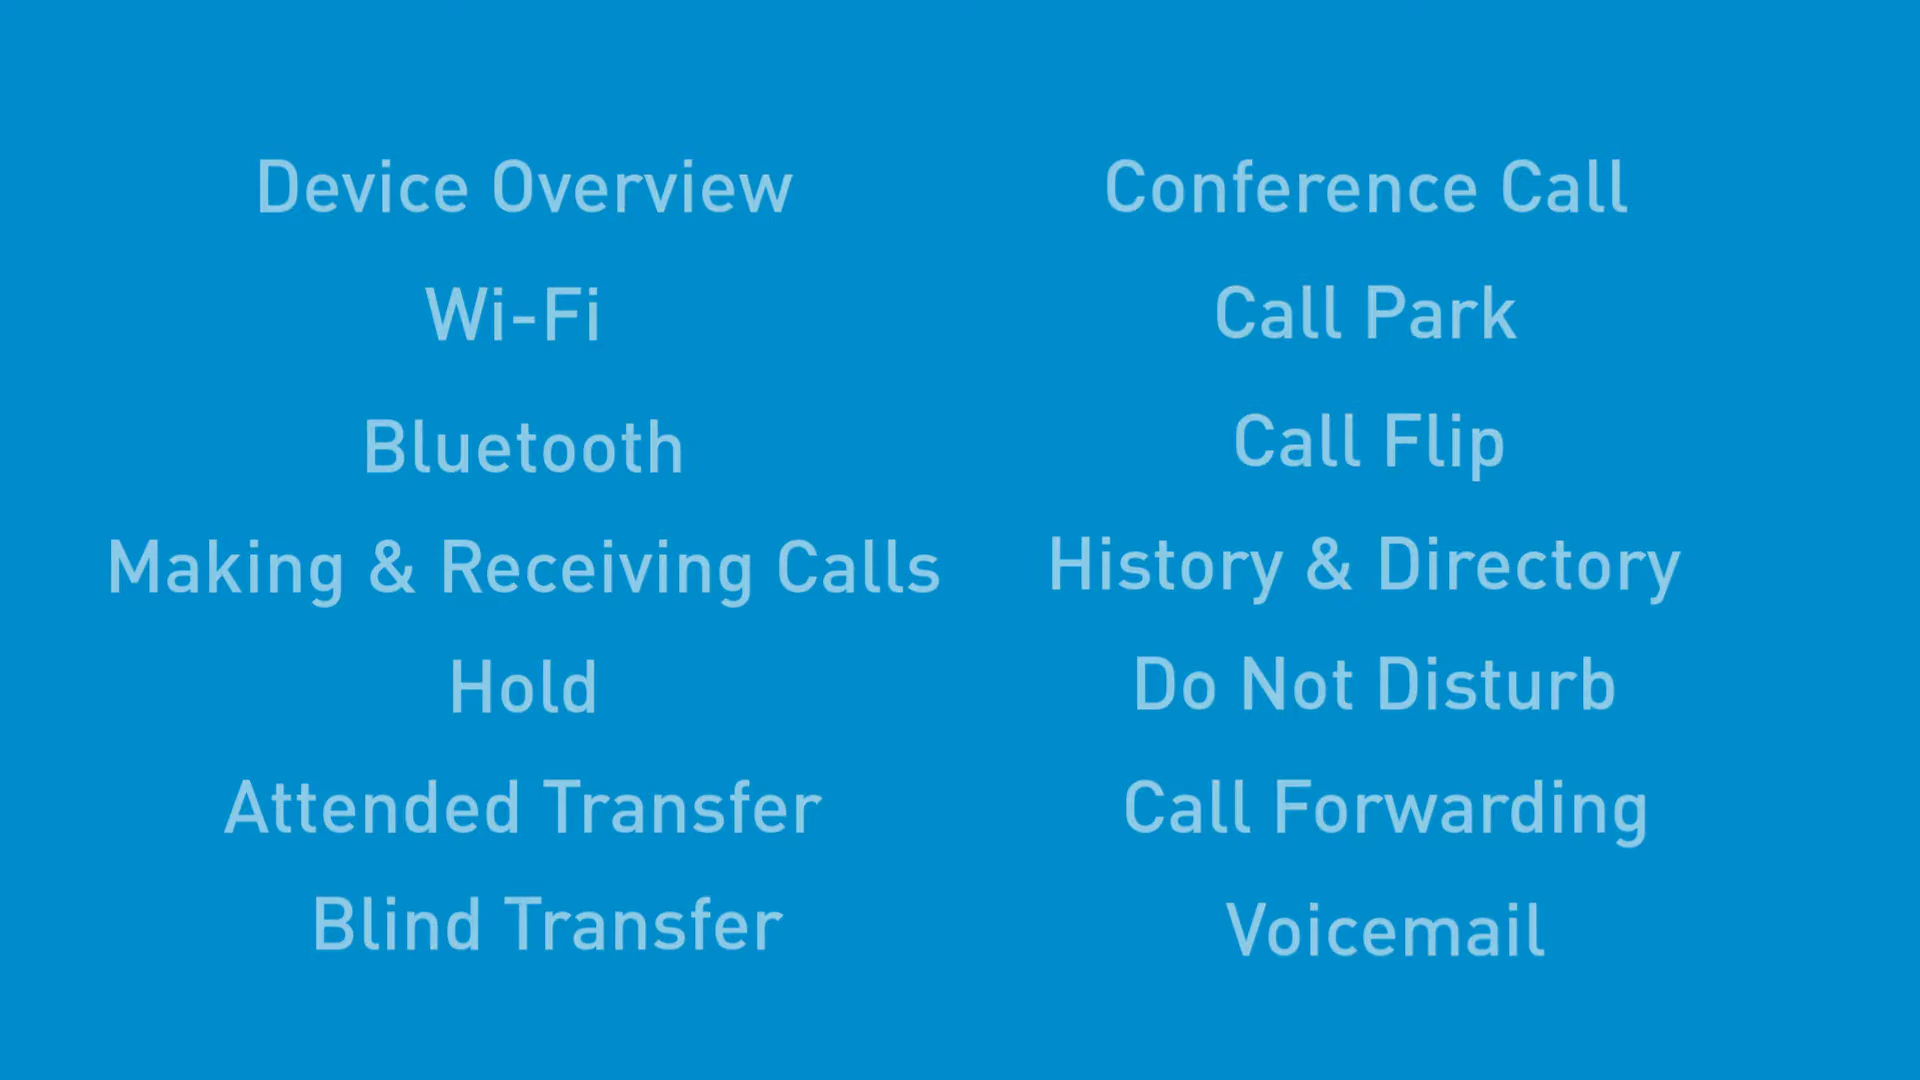 Device Overview
Wi-Fi
Bluetooth
Making & Receiving Calls
Hold
Attended Transfer
Blind Transfer
Conference Call
Call Park
Call Flip
History & Directory
Do Not Disturb
Call Forwarding
Voicemail